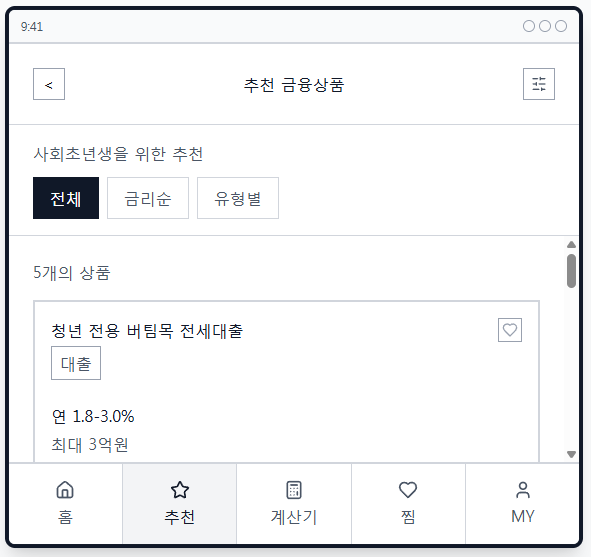 9:41
< 추천 금융상품
사회초년생을 위한 추천
전체 금리순 유형별
5개의 상품
청년 전용 버팀목 전세대출
대출
연 1.8-3.0%
최대 3억원
홈 추천 계산기 찜 MY